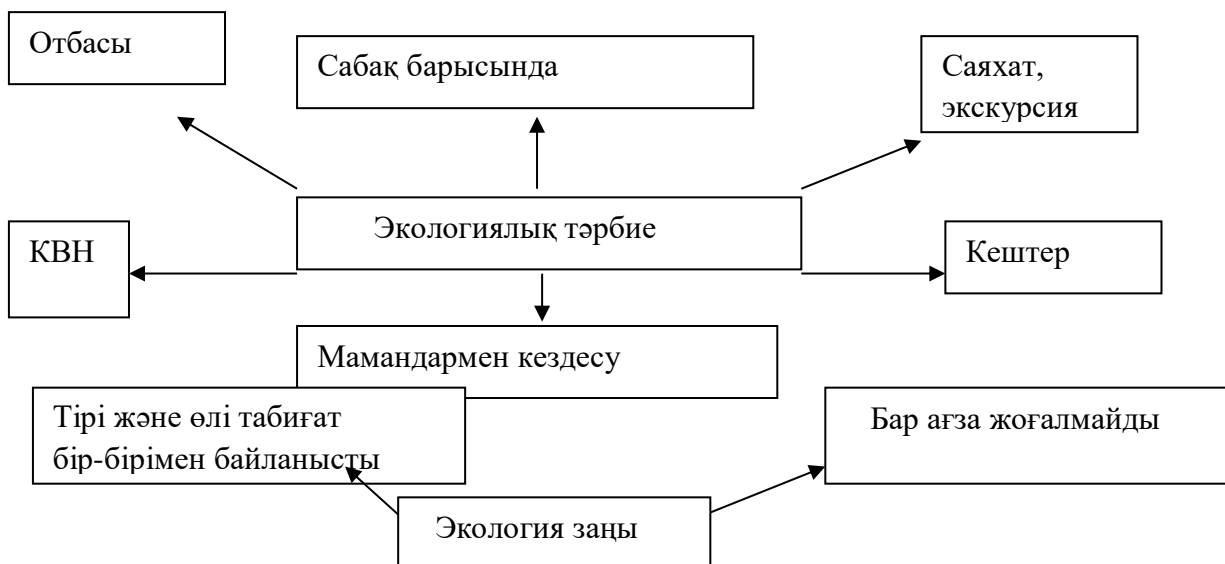 Отбасы
Сабақ барысында
Саяхат,
экскурсия
Экологиялық тәрбие
КВН
Кештер
Мамандармен кездесу
Тірі және өлі табиғат
бір-бірімен байланысты
Бар ағза жоғалмайды
Экология заңы